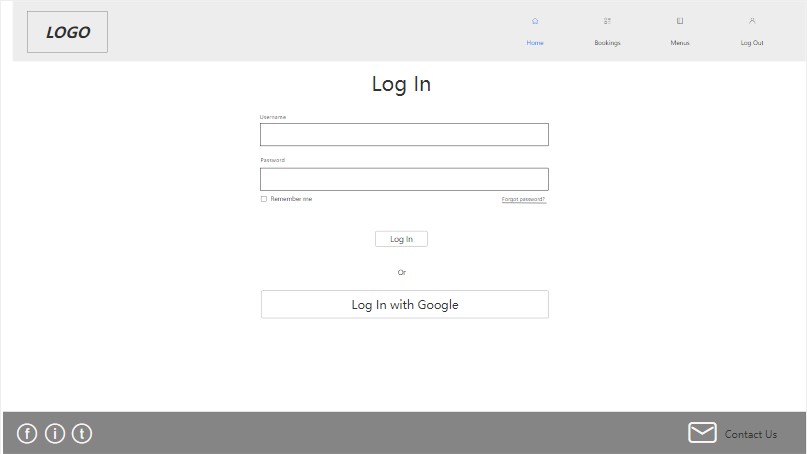 LOGO
Home
Bookings
Menus
Log Out
Log In
Username
Password
Remember me
Forgot password?
Log In
Or
Log In with Google
f
i
t
Contact Us